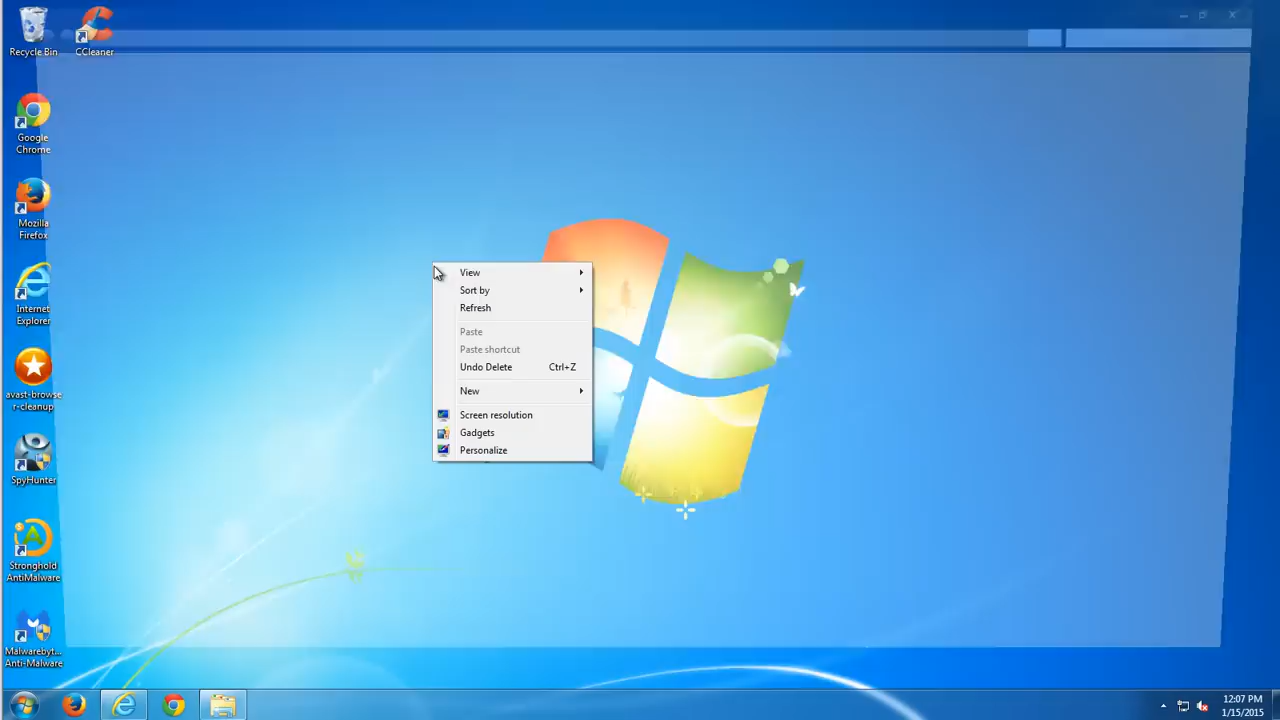 Recycle Bin
CCleaner
Google
Chrome
Mozilla
Firefox
Internet
Explorer
avast-browse
r-cleanup
SpyHunter
Stronghold
AntiMalware
Malwarebyt...
Anti-Malware
View
Sort by
Refresh
Paste
Paste shortcut
Undo Delete Ctrl+Z
New
Screen resolution
Gadgets
Personalize
12:07 PM
1/15/2015